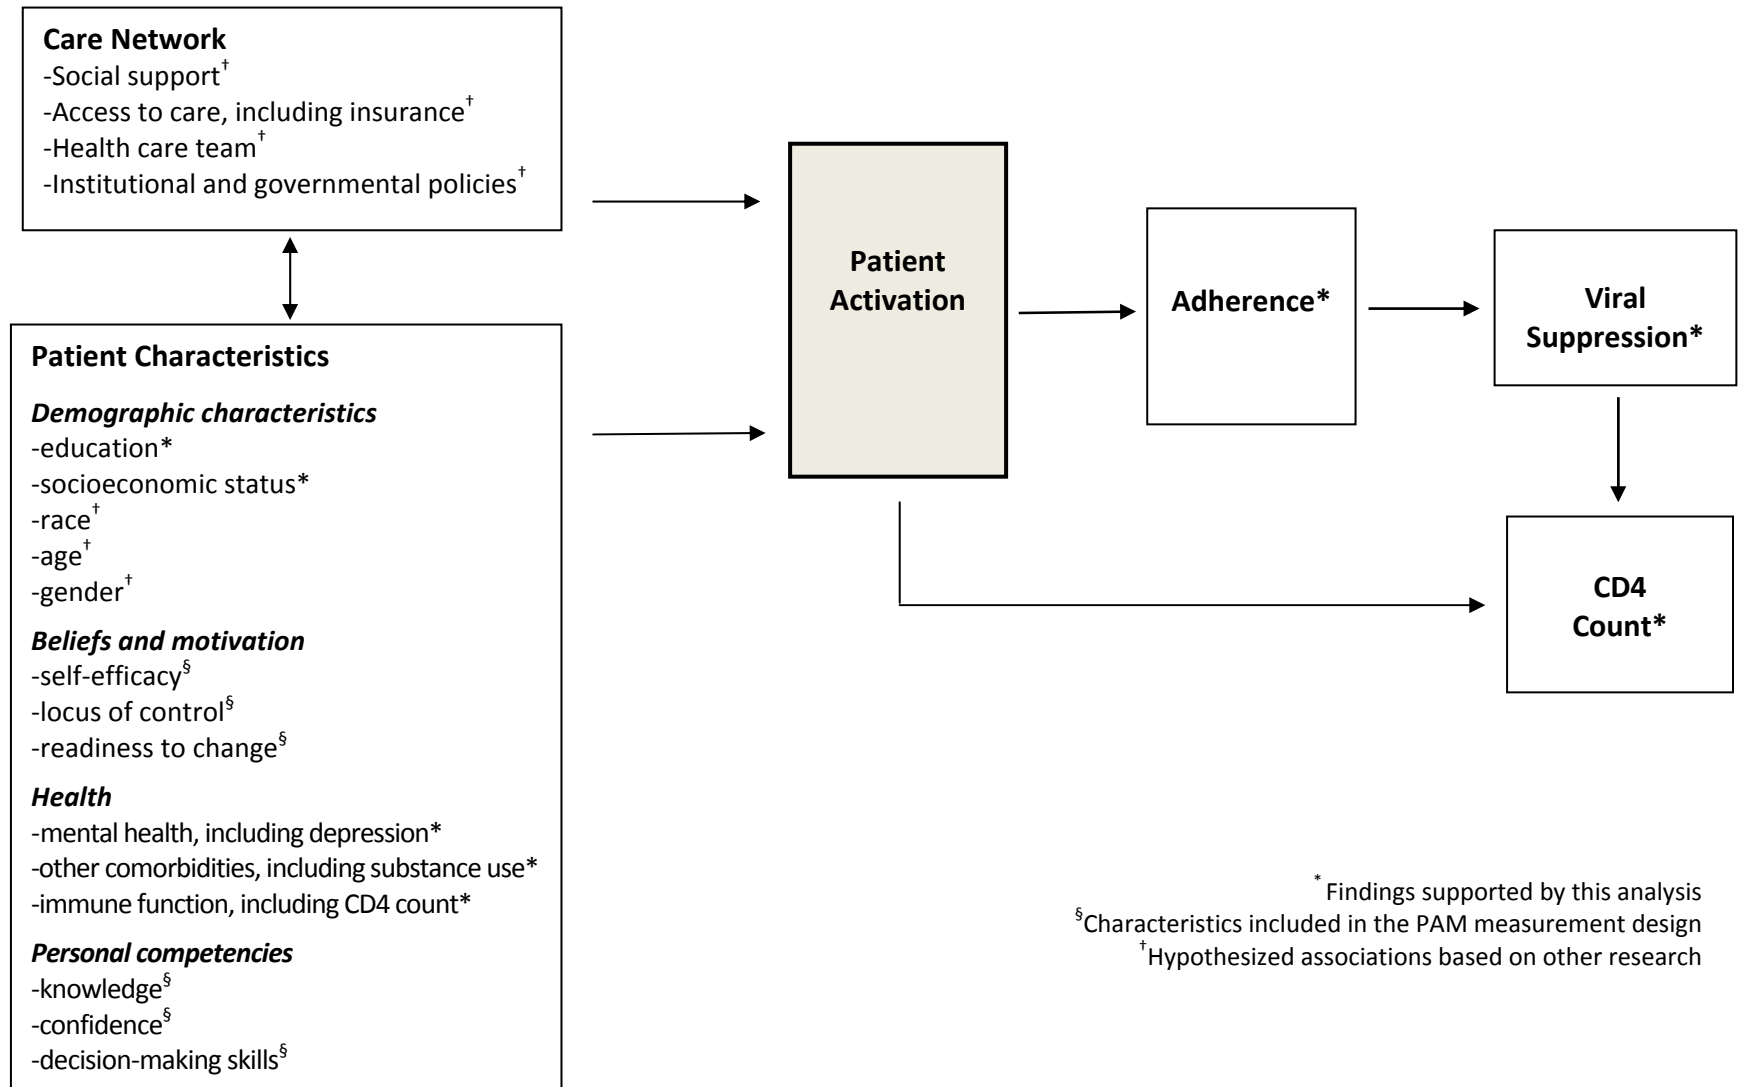 Care Network
-Social support†
-Access to care, including insurance†
-Health care team†
-Institutional and governmental policies†
Patient Characteristics
Demographic characteristics
-education*
-socioeconomic status*
-race†
-age†
-gender†
Beliefs and motivation
-self-efficacy§
-locus of control§
-readiness to change§
Health
-mental health, including depression*
-other comorbidities, including substance use*
-immune function, including CD4 count*
Personal competencies
-knowledge§
-confidence§
-decision-making skills§
Patient
Activation
Adherence*
Viral
Suppression*
CD4
Count*
* Findings supported by this analysis
§Characteristics included in the PAM measurement design
†Hypothesized associations based on other research